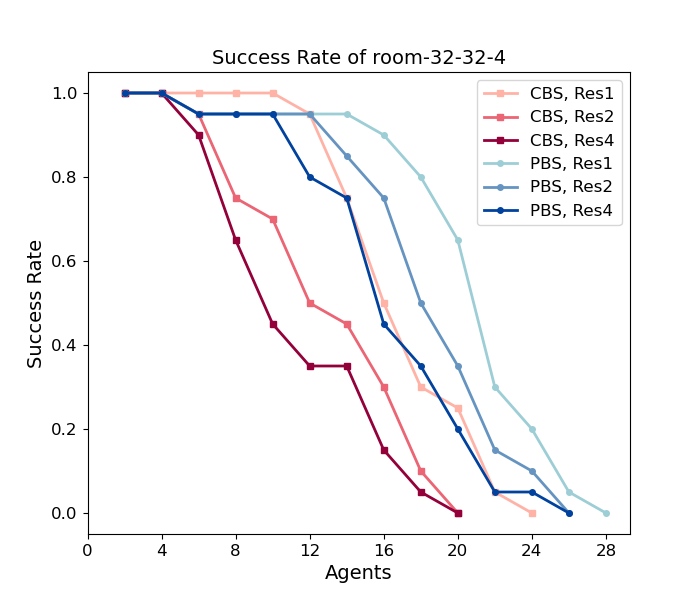 Success Rate of room-32-32-4
CBS, Res1
CBS, Res2
CBS, Res4
PBS, Res1
PBS, Res2
PBS, Res4
Success Rate
1.0
0.8
0.6
0.4
0.2
0.0
0 4 8 12 16 20 24 28
Agents